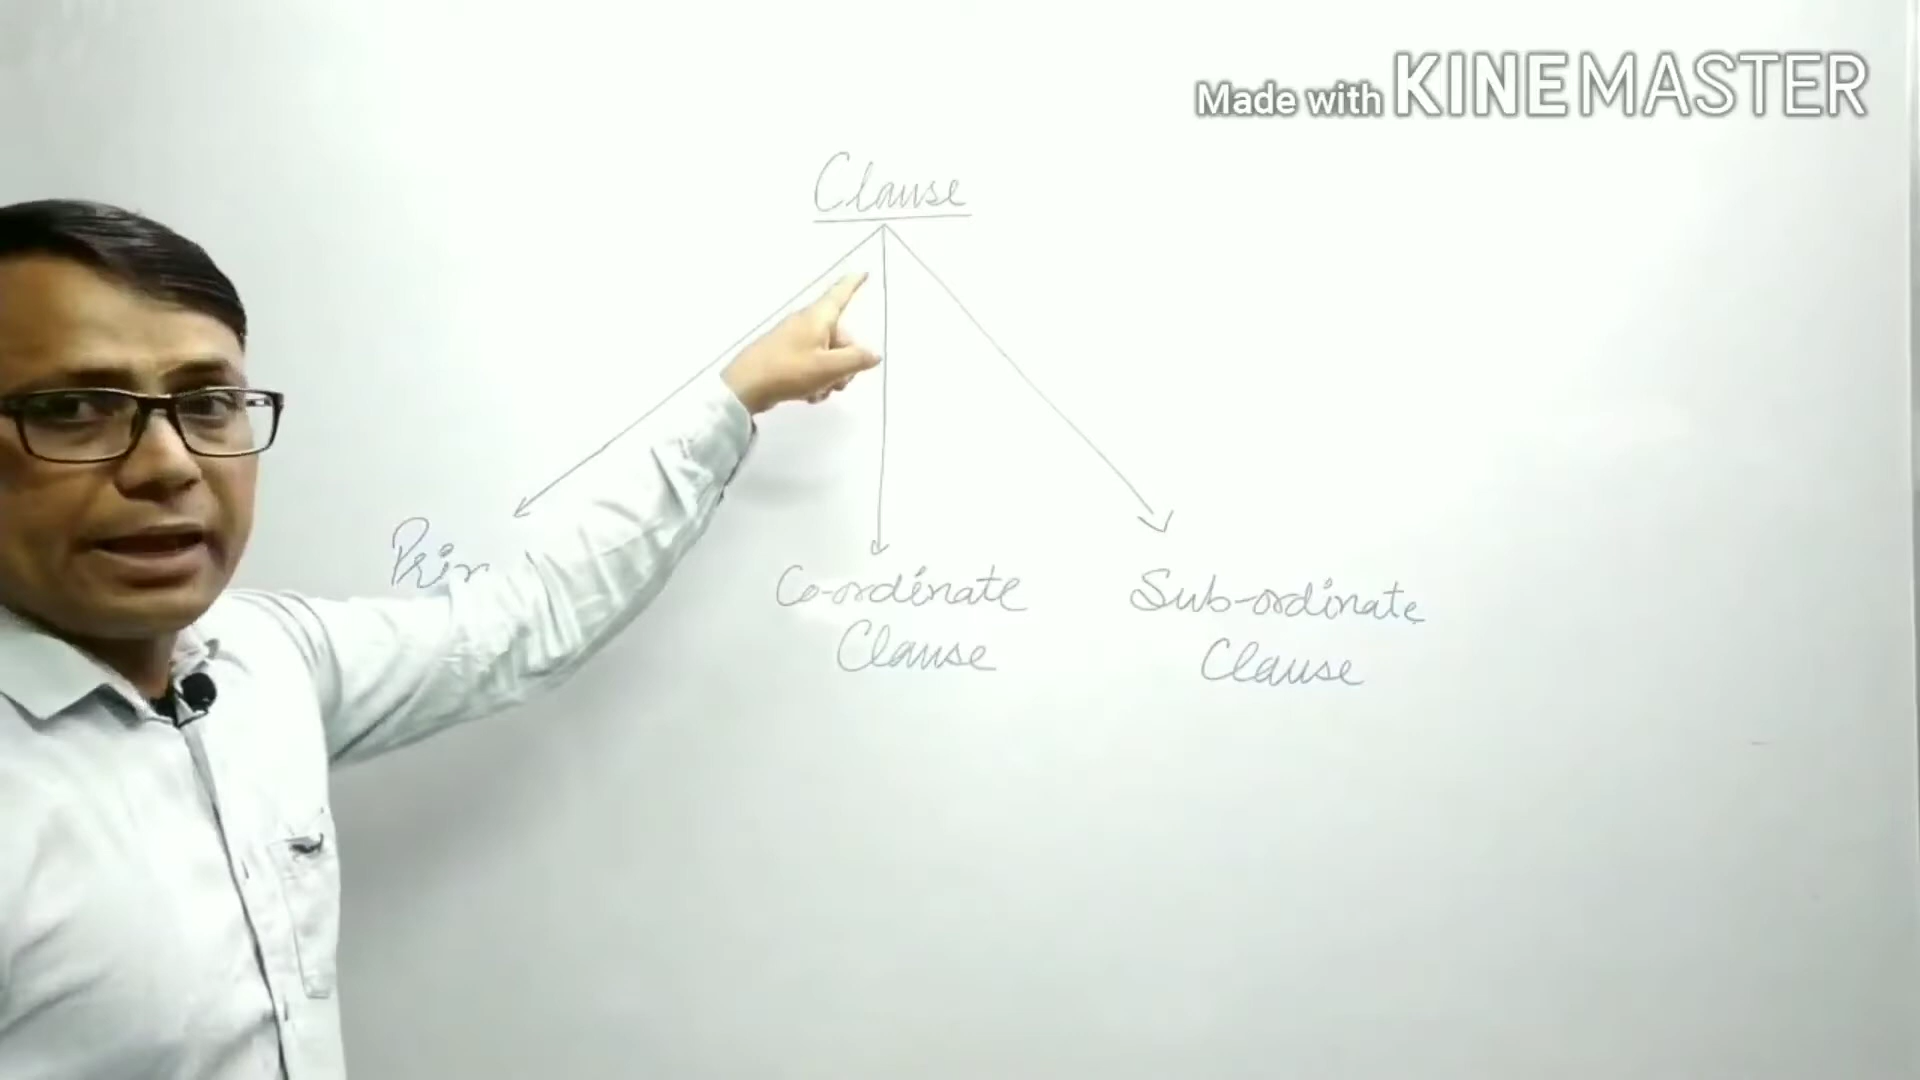 Made with KINEMASTER
Clause
Co-ordinate
Clause
Sub-ordinate
Clause